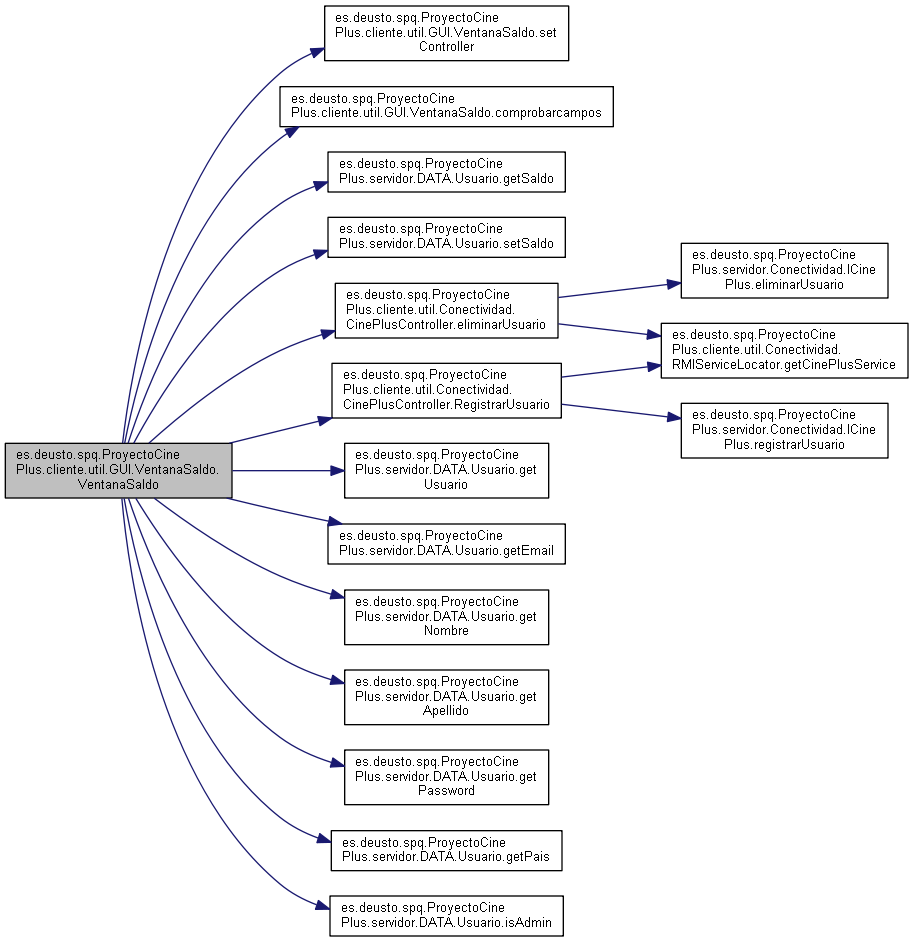 es.deusto.spq.ProyectoCine
Plus.cliente.util.GUI.VentanaSaldo.set
Controller
es.deusto.spq.ProyectoCine
Plus.cliente.util.GUI.VentanaSaldo.comprobarcampos
es.deusto.spq.ProyectoCine
Plus.servidor.DATA.Usuario.getSaldo
es.deusto.spq.ProyectoCine
Plus.servidor.DATA.Usuario.setSaldo
es.deusto.spq.ProyectoCine
Plus.cliente.util.Conectividad.
CinePlusController.eliminarUsuario
es.deusto.spq.ProyectoCine
Plus.servidor.Conectividad.ICine
Plus.eliminarUsuario
es.deusto.spq.ProyectoCine
Plus.cliente.util.Conectividad.
RMIServiceLocator.getCinePlusService
es.deusto.spq.ProyectoCine
Plus.cliente.util.Conectividad.
CinePlusController.RegistrarUsuario
es.deusto.spq.ProyectoCine
Plus.servidor.Conectividad.ICine
Plus.registrarUsuario
es.deusto.spq.ProyectoCine
Plus.cliente.util.GUI.VentanaSaldo.
VentanaSaldo
es.deusto.spq.ProyectoCine
Plus.servidor.DATA.Usuario.get
Usuario
es.deusto.spq.ProyectoCine
Plus.servidor.DATA.Usuario.getEmail
es.deusto.spq.ProyectoCine
Plus.servidor.DATA.Usuario.get
Nombre
es.deusto.spq.ProyectoCine
Plus.servidor.DATA.Usuario.get
Apellido
es.deusto.spq.ProyectoCine
Plus.servidor.DATA.Usuario.get
Password
es.deusto.spq.ProyectoCine
Plus.servidor.DATA.Usuario.getPais
es.deusto.spq.ProyectoCine
Plus.servidor.DATA.Usuario.isAdmin